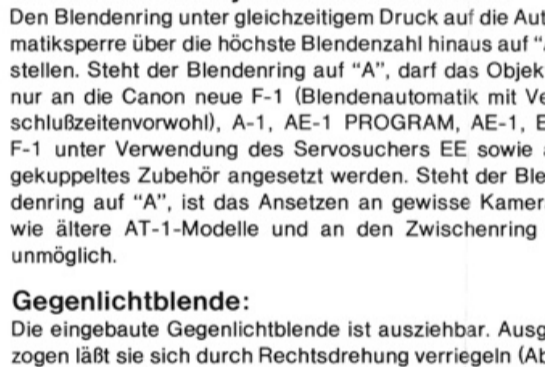 Den Blendenring unter gleichzeitigem Druck auf die Aut
matiksperre über die höchste Blendenzahl hinaus auf “
stellen. Steht der Blendenring auf “A”, darf das Objek
nur an die Canon neue F-1 (Blendenautomatik mit Ve
schlußzeitenvorwohl), A-1, AE-1 PROGRAM, AE-1, E
F-1 unter Verwendung des Servosuchers EE sowie
gekuppeltes Zubehör angesetzt werden. Steht der Ble
denring auf “A”, ist das Ansetzen an gewisse Kamer
wie ältere AT-1-Modelle und an den Zwischenring
unmöglich.
Gegenlichtblende:
Die eingebaute Gegenlichtblende ist ausziehbar. Ausg
zogen läßt sie sich durch Rechtsdrehung verriegeln (Ab